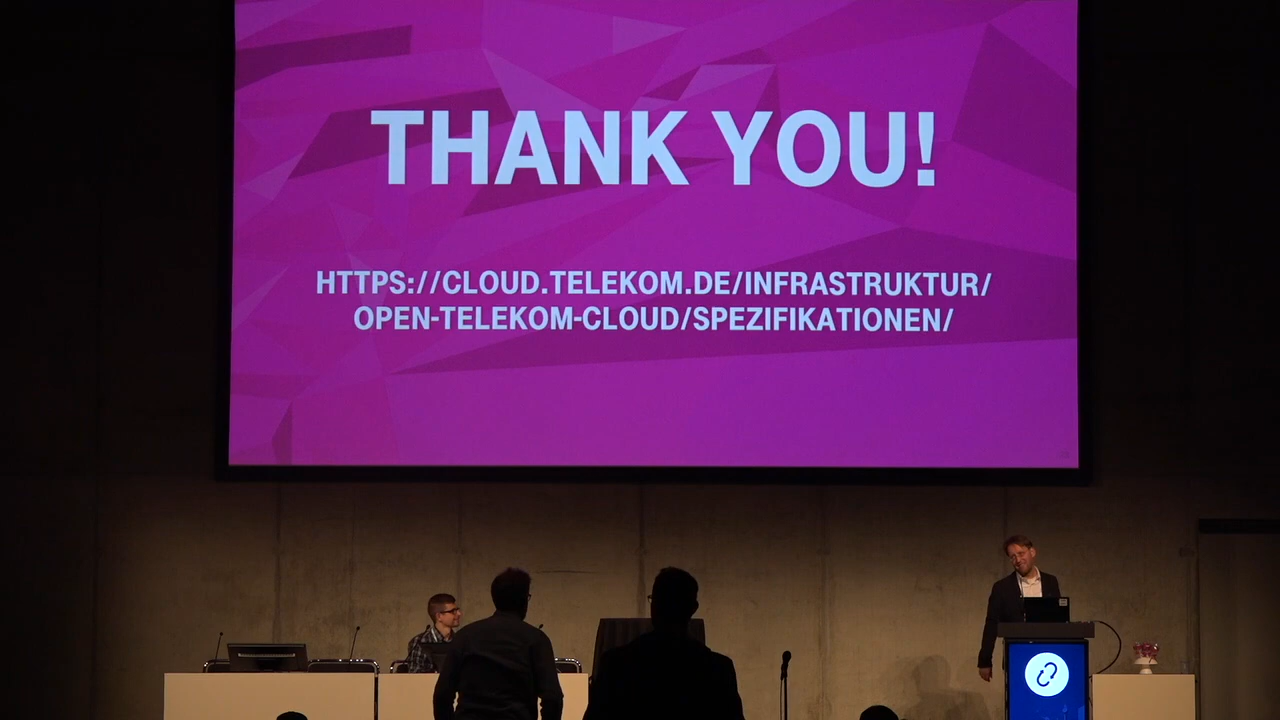 THANK YOU!
HTTPS://CLOUD.TELEKOM.DE/INFRASTRUKTUR/
OPEN-TELEKOM-CLOUD/SPEZIFIKATIONEN/